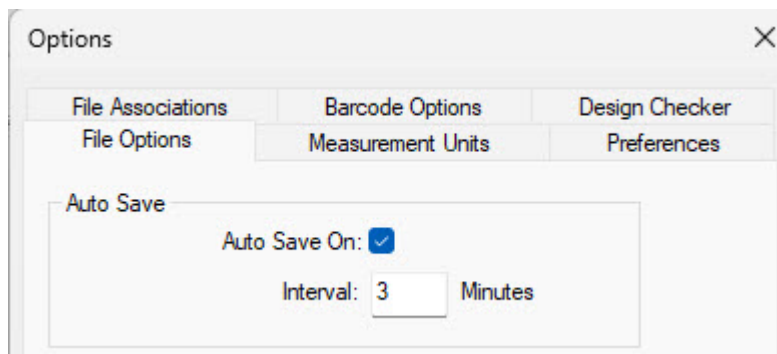 Options
File Associations Barcode Options Design Checker
File Options Measurement Units Preferences
Auto Save
Auto Save On:
Interval: 3 Minutes